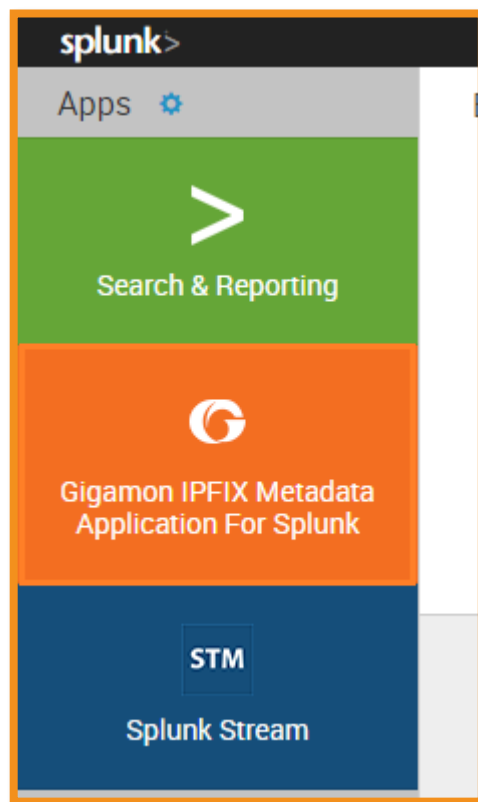 splunk>
Apps
>
Search & Reporting
G
Gigamon IPFIX Metadata
Application For Splunk
STM
Splunk Stream